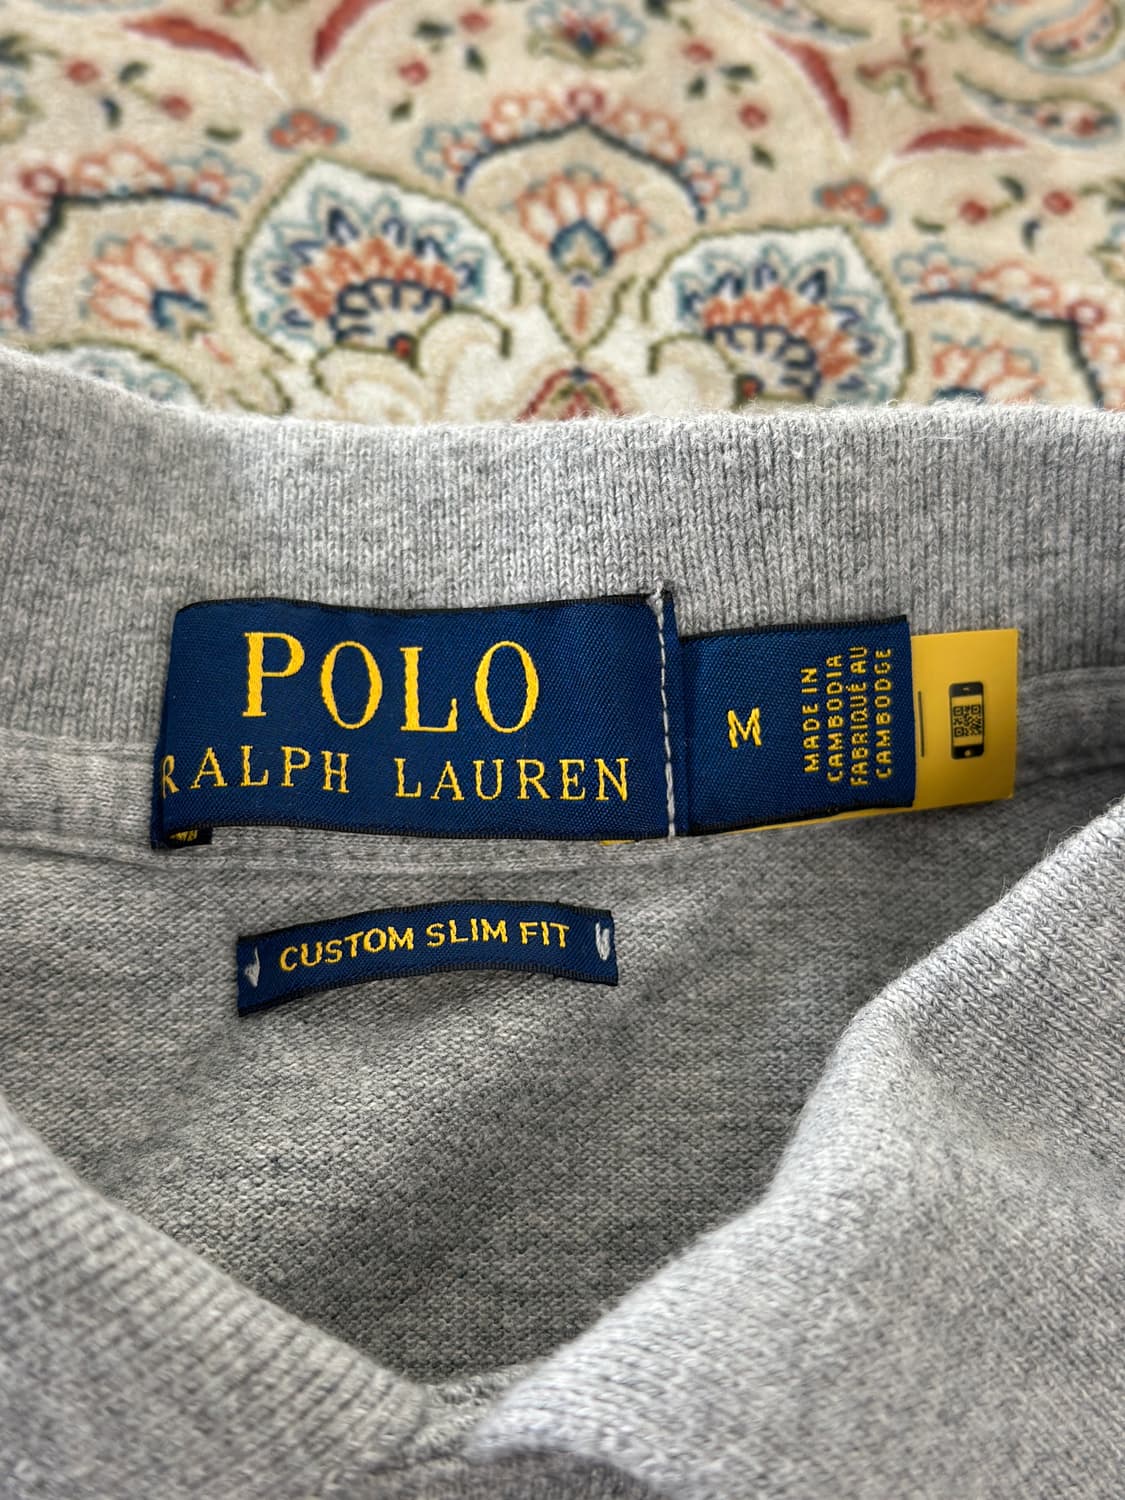 POLO
RALPH LAUREN
M
MADE IN
CAMBODIA
FABRIQUÉ AU
CAMBODGE
CUSTOM SLIM FIT